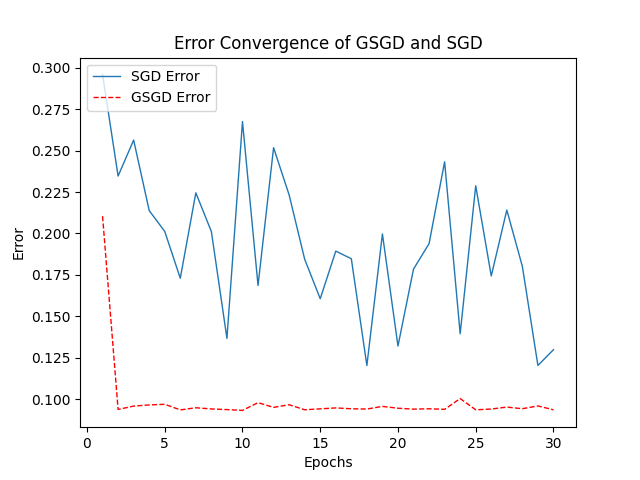 Error Convergence of GSGD and SGD
SGD Error
GSGD Error
Error
0.300
0.275
0.250
0.225
0.200
0.175
0.150
0.125
0.100
0 5 10 15 20 25 30
Epochs